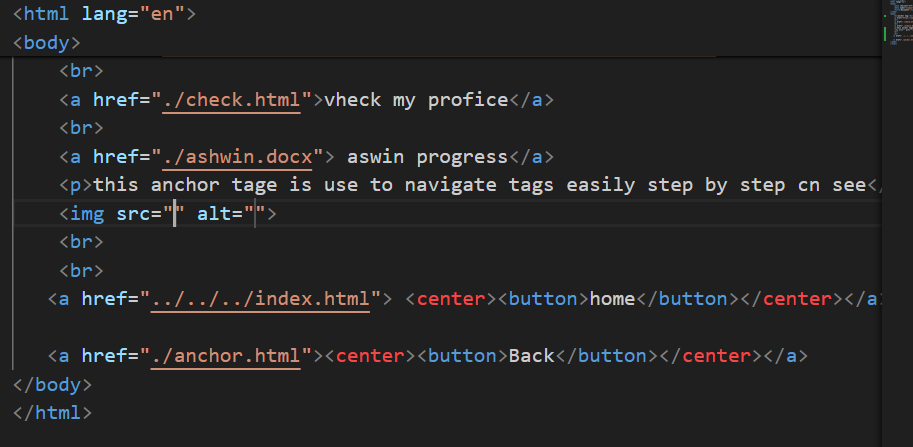 <html lang="en">
<body>
<br>
<a href="./check.html">vheck my profice</a>
<br>
<a href="./ashwin.docx"> aswin progress</a>
<p>this anchor tage is use to navigate tags easily step by step cn see</
<img src="" alt="">
<br>
<br>
<a href="../../../index.html"> <center><button>home</button></center></a
<a href="./anchor.html"><center><button>Back</button></center></a>
</body>
</html>